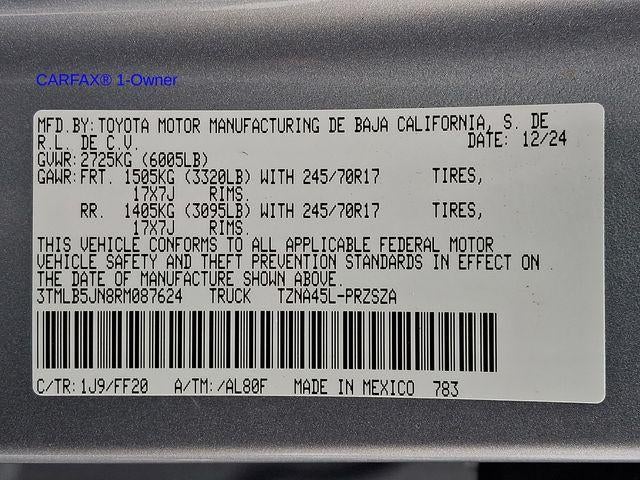 CARFAX® 1-Owner
MFD.BY:TOYOTA MOTOR MANUFACTURING DE BAJA CALIFORNIA, S. DE
R.L. DE C.V. DATE: 12/24
GVWR: 2725KG (6005LB)
GAWR: FRT. 1505KG (3320LB) WITH 245/70R17 TIRES,
17X7J RIMS.
RR. 1405KG (3095LB) WITH 245/70R17 TIRES,
17X7J RIMS.
THIS VEHICLE CONFORMS TO ALL APPLICABLE FEDERAL MOTOR
VEHICLE SAFETY AND THEFT PREVENTION STANDARDS IN EFFECT ON
THE DATE OF MANUFACTURE SHOWN ABOVE.
3TMLB5JN8RM087624 TRUCK TZNA45L-PRZSZA
C/TR:1J9/FF20 A/TM:/AL80F MADE IN MEXICO 783